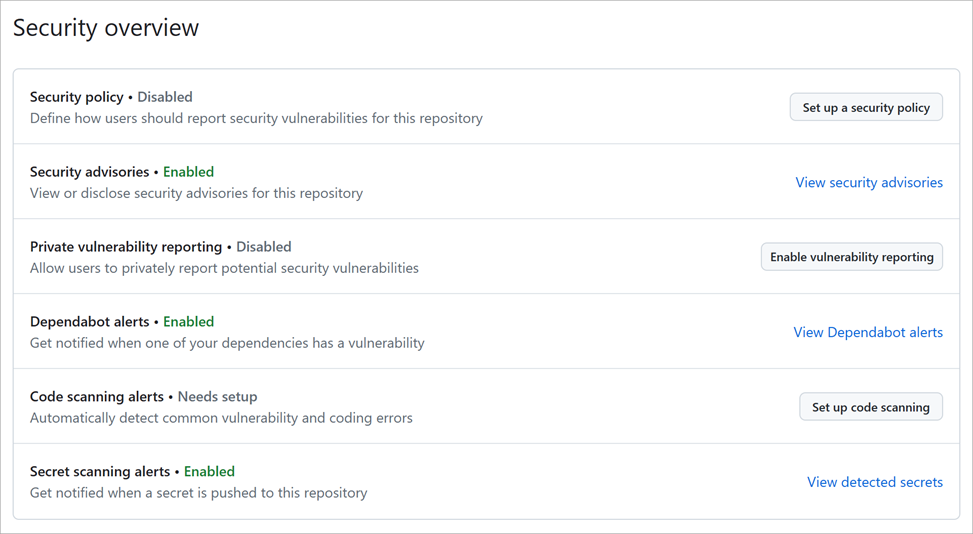 Security overview
Security policy • Disabled
Define how users should report security vulnerabilities for this repository
Set up a security policy
Security advisories • Enabled
View or disclose security advisories for this repository
View security advisories
Private vulnerability reporting • Disabled
Allow users to privately report potential security vulnerabilities
Enable vulnerability reporting
Dependabot alerts • Enabled
Get notified when one of your dependencies has a vulnerability
View Dependabot alerts
Code scanning alerts • Needs setup
Automatically detect common vulnerability and coding errors
Set up code scanning
Secret scanning alerts • Enabled
Get notified when a secret is pushed to this repository
View detected secrets